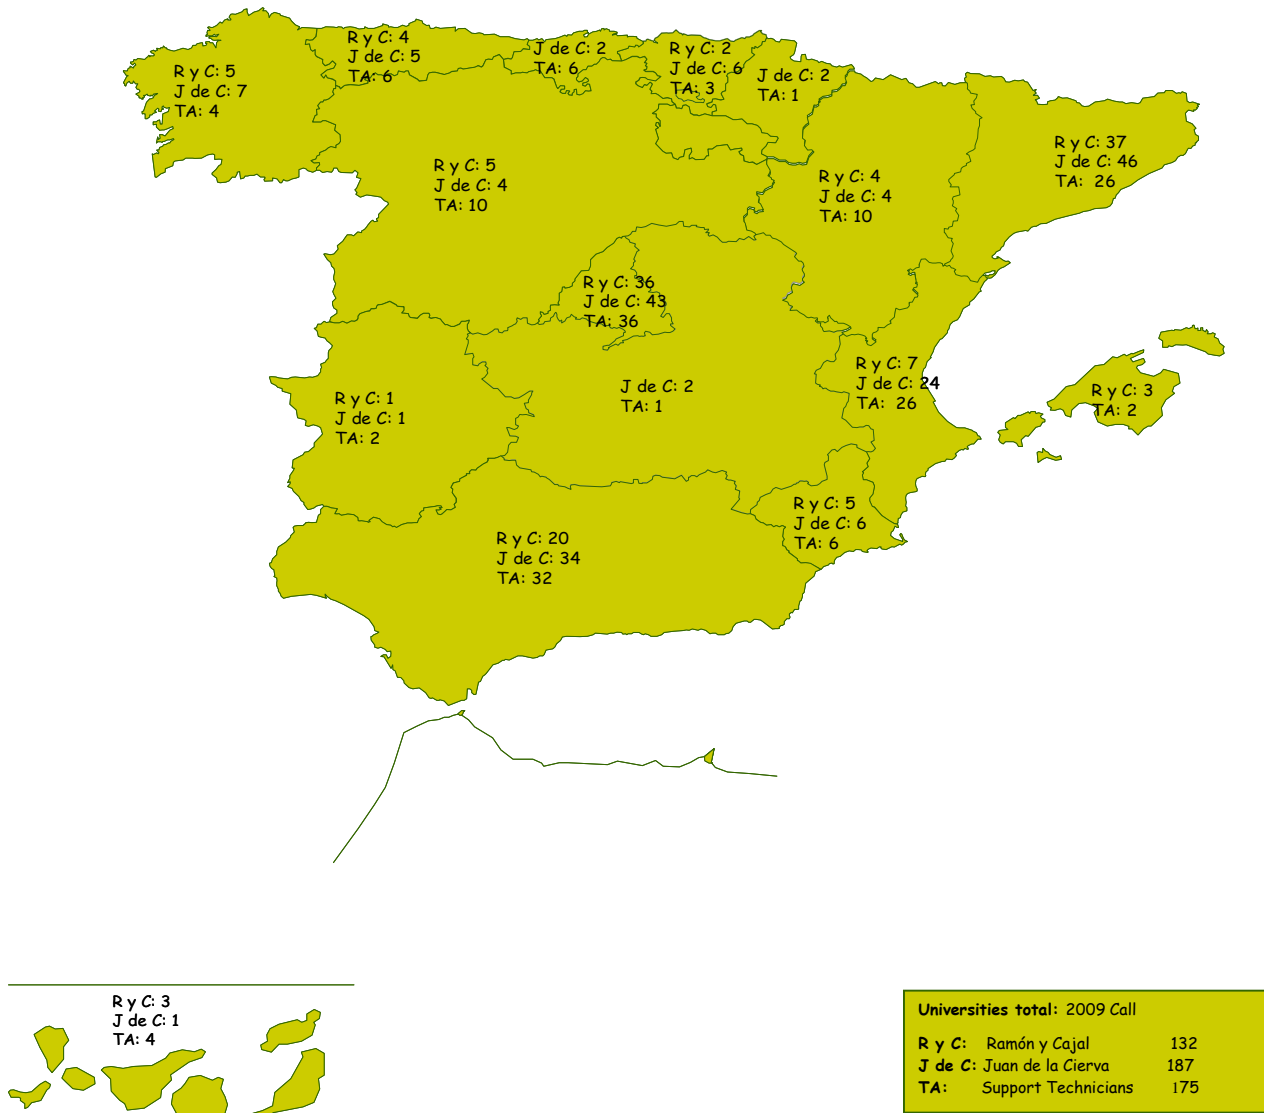 R y C: 5
J de C: 7
TA: 4
R y C: 4
J de C: 5
TA: 6
J de C: 2
TA: 6
R y C: 2
J de C: 6
TA: 3
J de C: 2
TA: 1
R y C: 5
J de C: 4
TA: 10
R y C: 4
J de C: 4
TA: 10
R y C: 37
J de C: 46
TA: 26
R y C: 36
J de C: 43
TA: 36
R y C: 1
J de C: 1
TA: 2
J de C: 2
TA: 1
R y C: 7
J de C: 24
TA: 26
R y C: 3
TA: 2
R y C: 20
J de C: 34
TA: 32
R y C: 5
J de C: 6
TA: 6
R y C: 3
J de C: 1
TA: 4
Universities total: 2009 Call
R y C: Ramón y Cajal 132
J de C: Juan de la Cierva 187
TA: Support Technicians 175